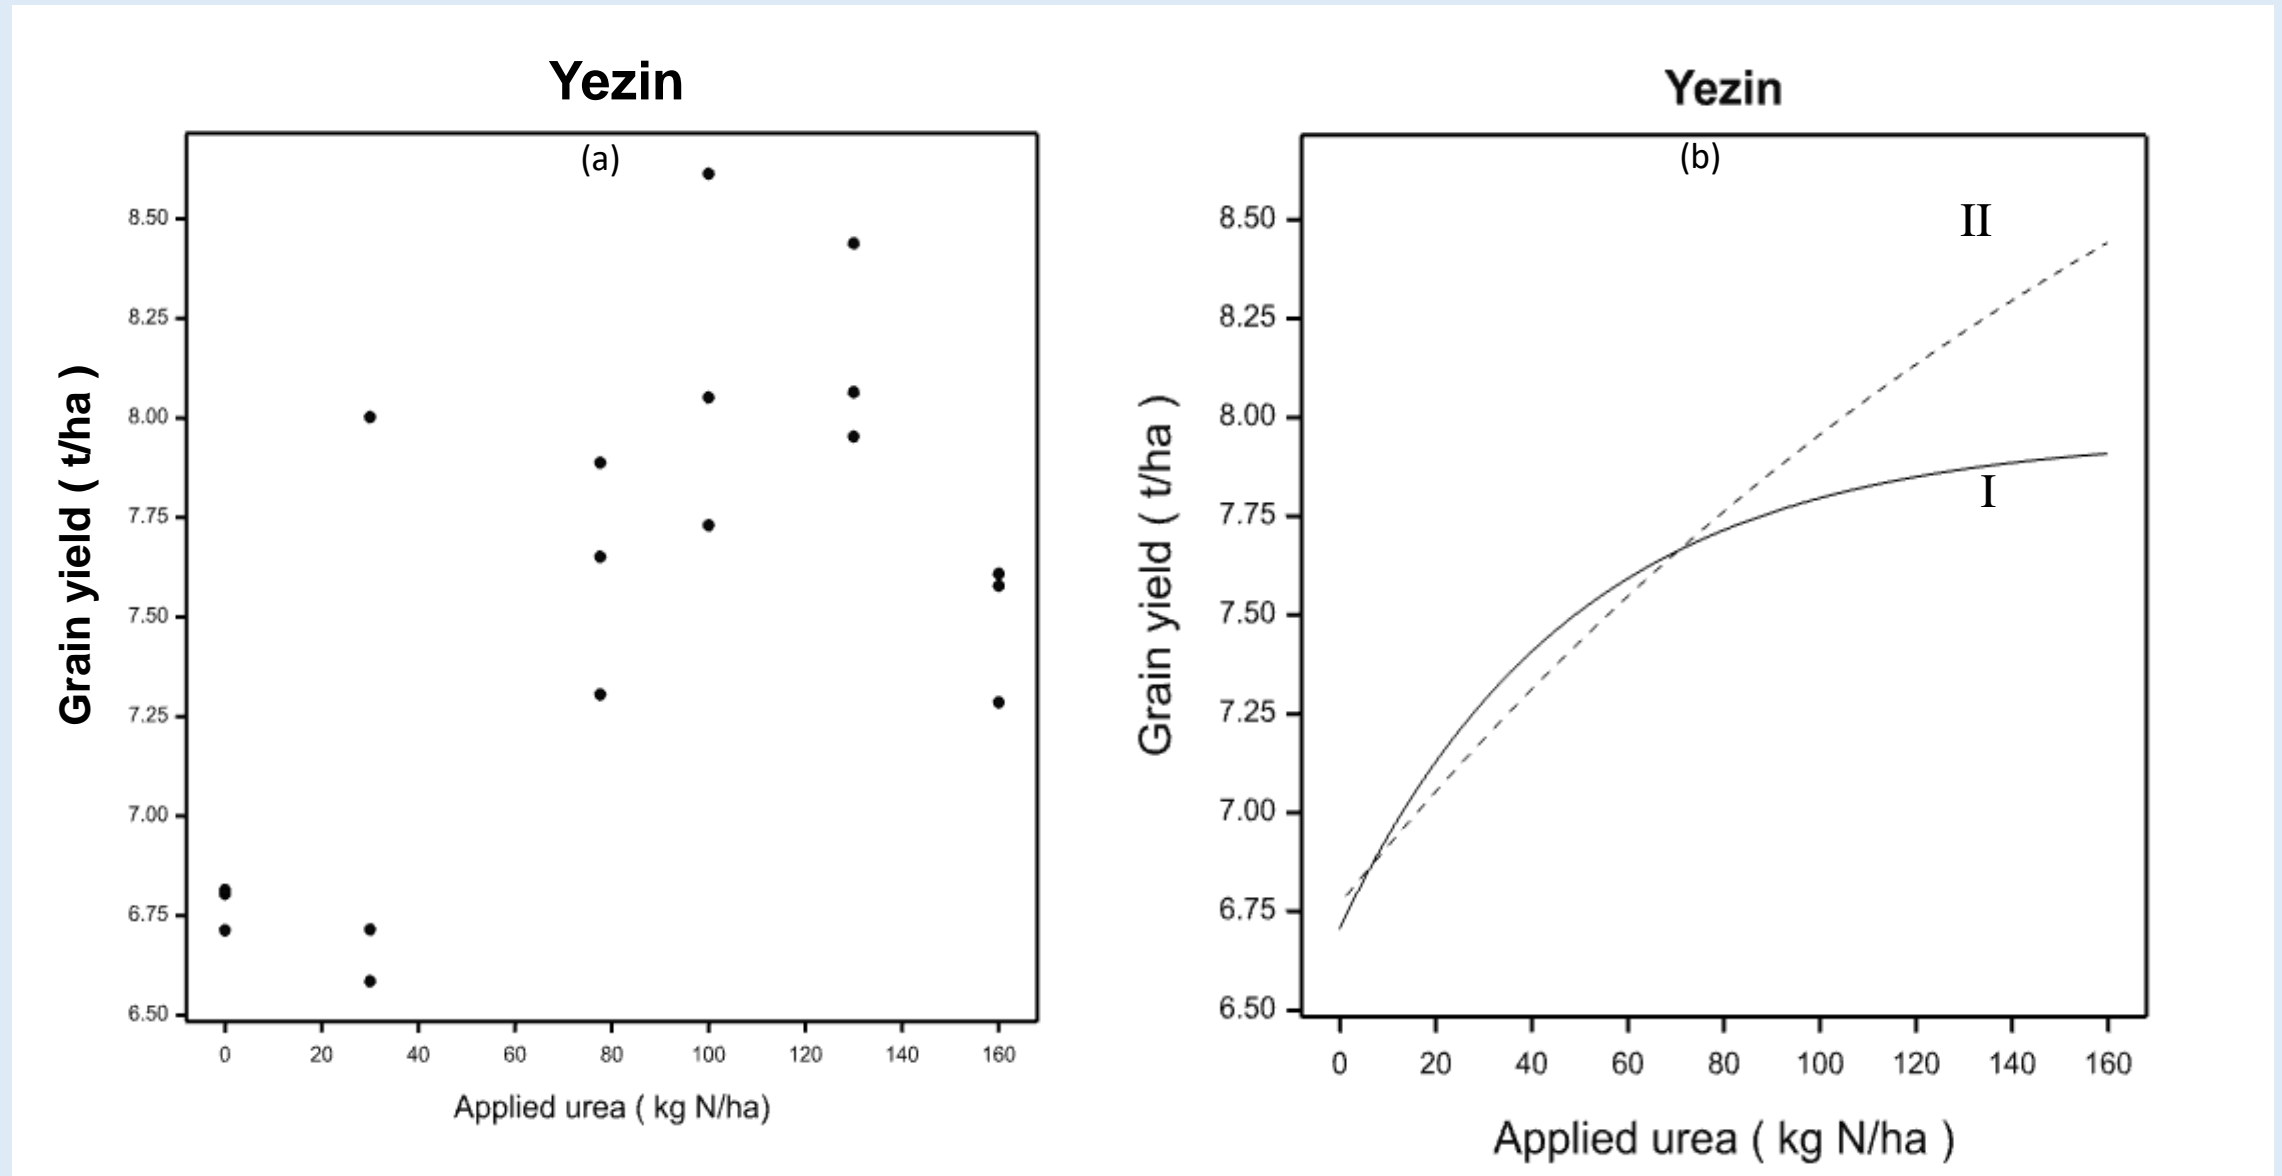 Yezin
(a)
Grain yield ( t/ha )
8.50
8.25
8.00
7.75
7.50
7.25
7.00
6.75
6.50
0 20 40 60 80 100 120 140 160
Applied urea ( kg N/ha)
Yezin
(b)
II
I
Grain yield ( t/ha )
8.50
8.25
8.00
7.75
7.50
7.25
7.00
6.75
6.50
0 20 40 60 80 100 120 140 160
Applied urea ( kg N/ha )